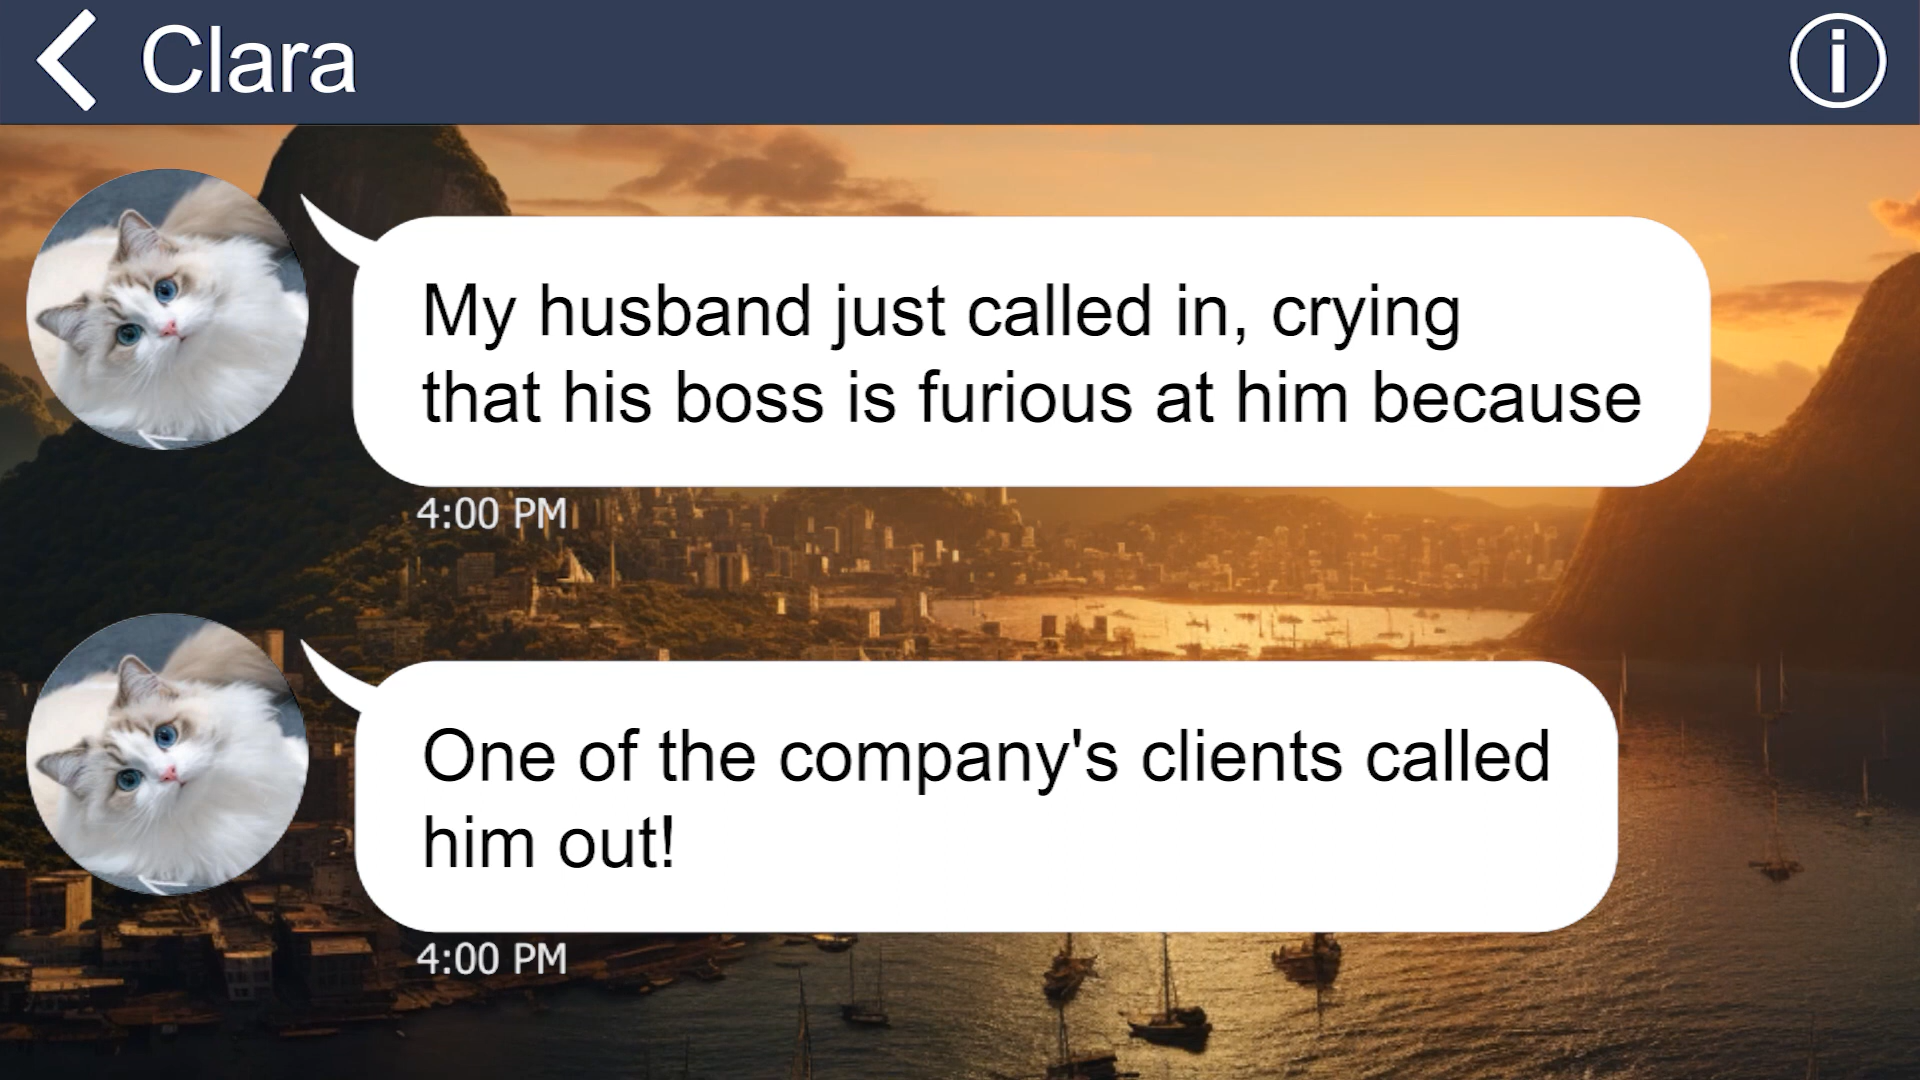 Clara
My husband just called in, crying
that his boss is furious at him because
4:00 PM
One of the company's clients called
him out!
4:00 PM